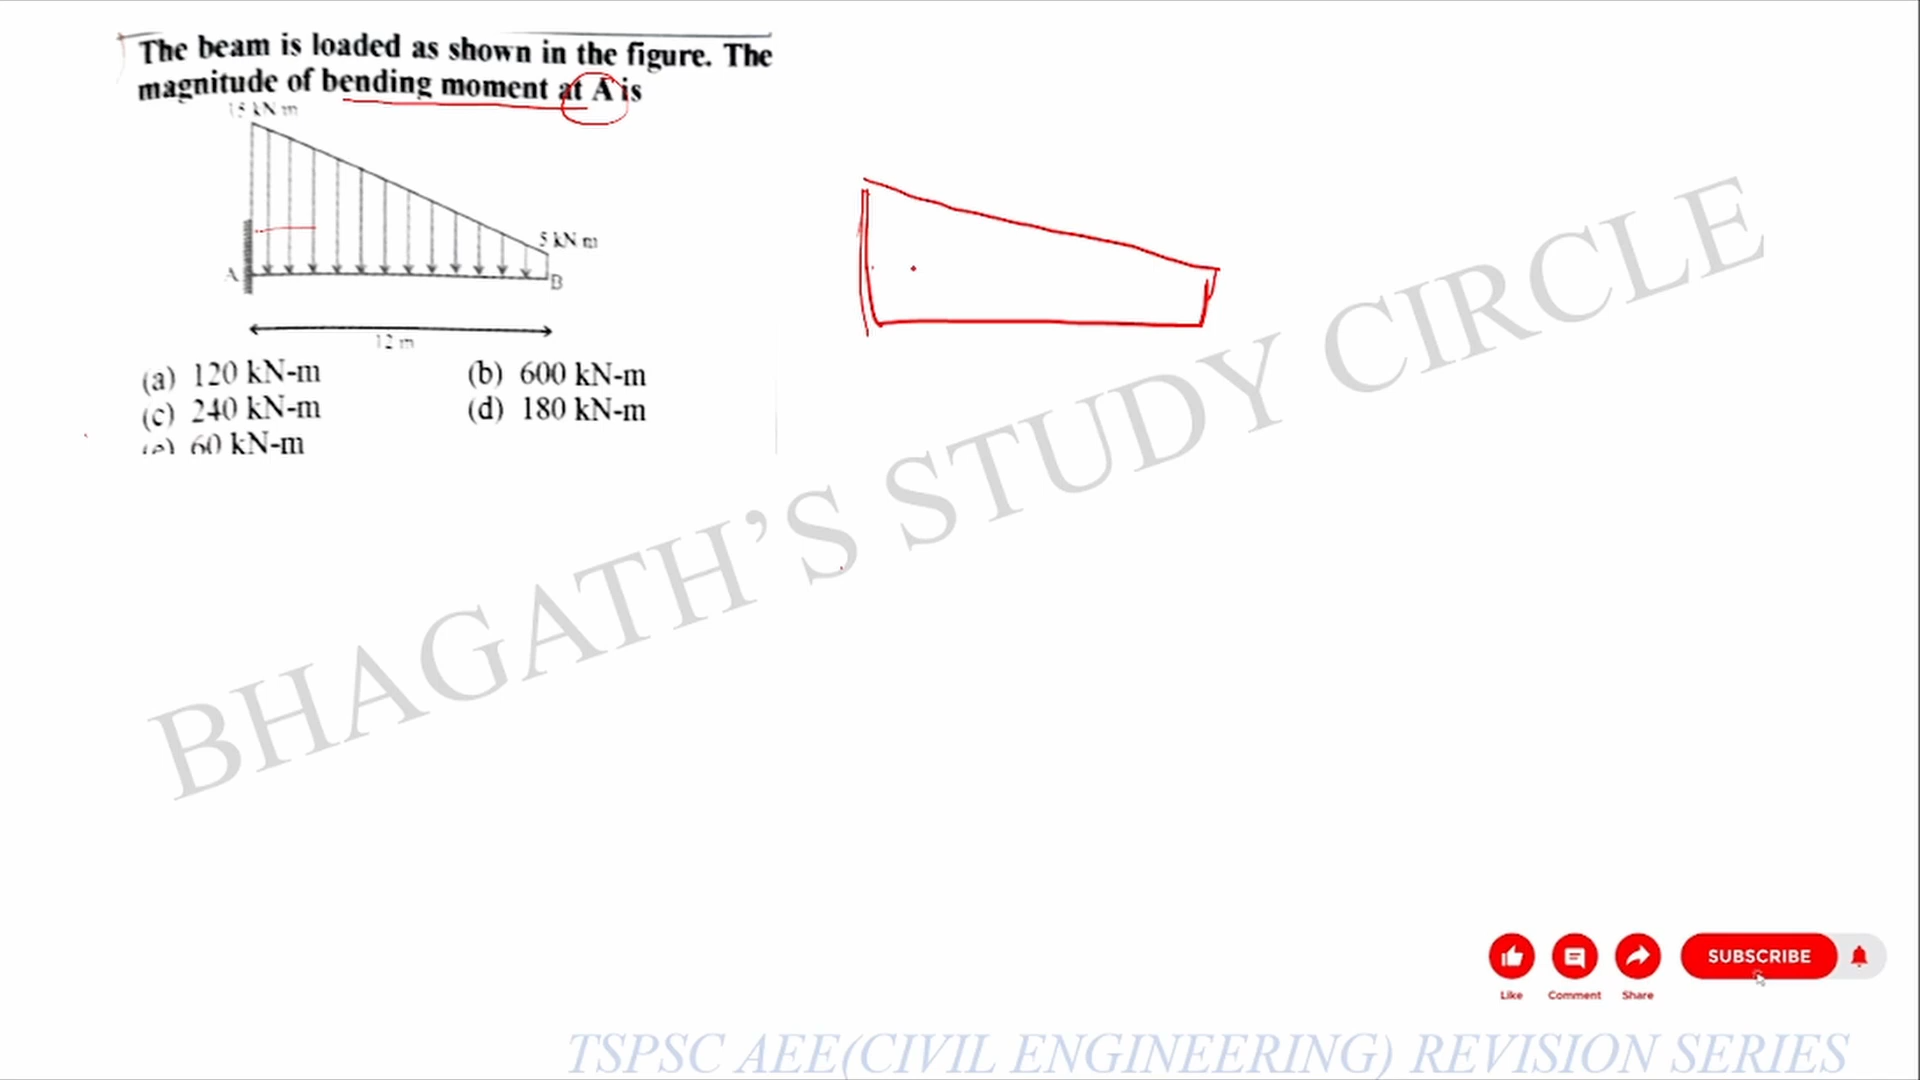 The beam is loaded as shown in the figure. The
magnitude of bending moment at A is
15 kN m
5 kN m
A
B
12 m
(a) 120 kN-m
(b) 600 kN-m
(c) 240 kN-m
(d) 180 kN-m
(e) 60 kN-m
BHAGATH'S STUDY CIRCLE
SUBSCRIBE
Like
Comment
Share
TSPSC AEE(CIVIL ENGINEERING) REVISION SERIES